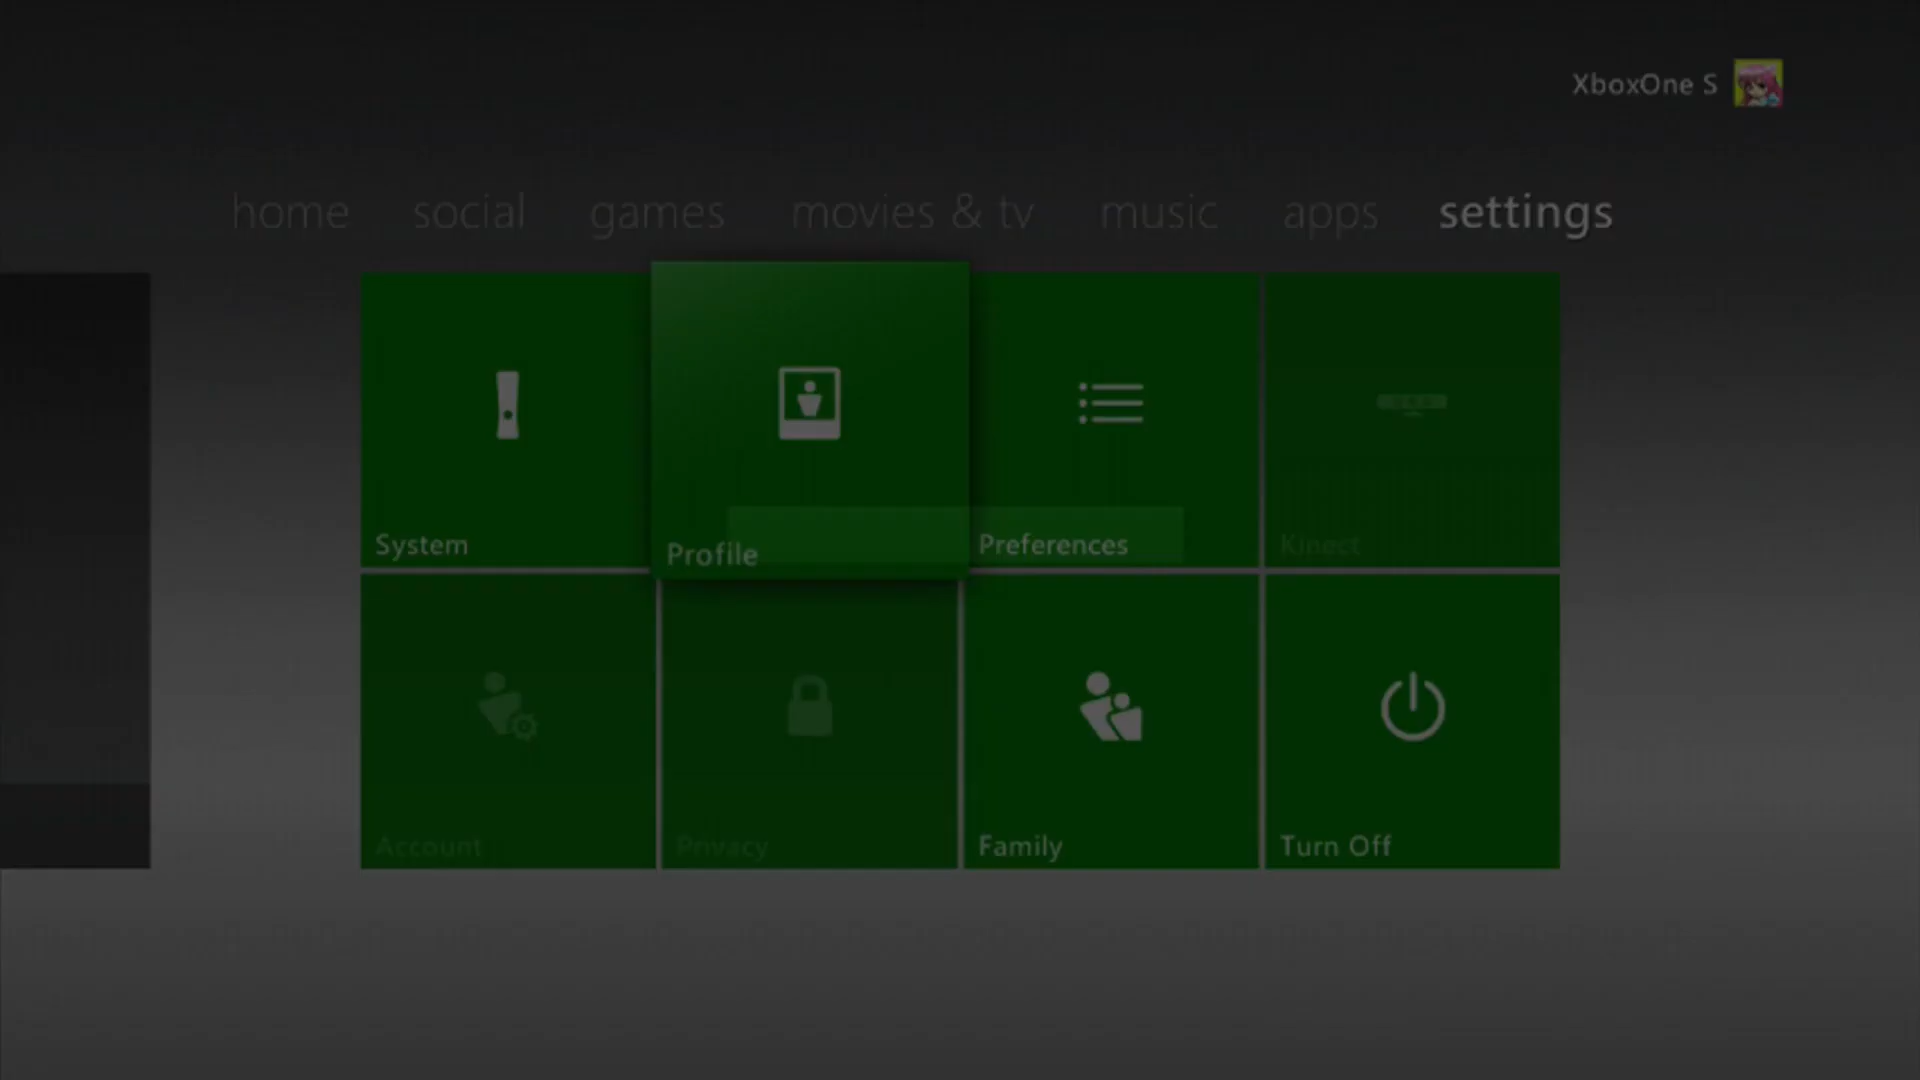 XboxOne S
home social games movies & tv music apps settings
System Profile Preferences Kinect
Account Privacy Family Turn Off